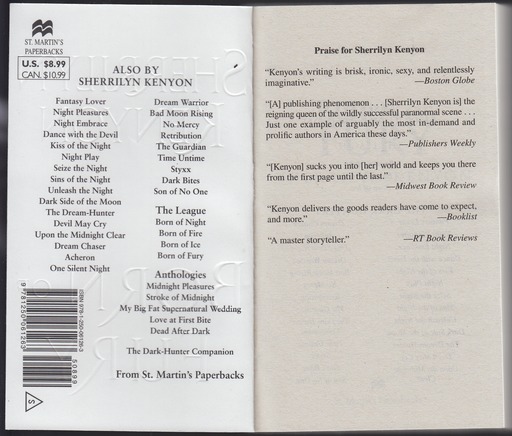 ST. MARTIN'S
PAPERBACKS
U.S. $8.99
CAN. $10.99
ALSO BY
SHERRILYN KENYON
Fantasy Lover
Night Pleasures
Night Embrace
Dance with the Devil
Kiss of the Night
Night Play
Seize the Night
Sins of the Night
Unleash the Night
Dark Side of the Moon
The Dream-Hunter
Devil May Cry
Upon the Midnight Clear
Dream Chaser
Acheron
One Silent Night
Dream Warrior
Bad Moon Rising
No Mercy
Retribution
The Guardian
Time Untime
Styxx
Dark Bites
Son of No One
The League
Born of Night
Born of Fire
Born of Ice
Born of Fury
Anthologies
Midnight Pleasures
Stroke of Midnight
My Big Fat Supernatural Wedding
Love at First Bite
Dead After Dark
The Dark-Hunter Companion
From St. Martin's Paperbacks
50899
S
Praise for Sherrilyn Kenyon
“Kenyon's writing is brisk, ironic, sexy, and relentlessly
imaginative.” —Boston Globe
“[A] publishing phenomenon . . . [Sherrilyn Kenyon is] the
reigning queen of the wildly successful paranormal scene . . .
Just one example of arguably the most in-demand and
prolific authors in America these days.”
—Publishers Weekly
“[Kenyon] sucks you into [her] world and keeps you there
from the first page until the last.”
—Midwest Book Review
“Kenyon delivers the goods readers have come to expect,
and more.” —Booklist
“A master storyteller.” —RT Book Reviews